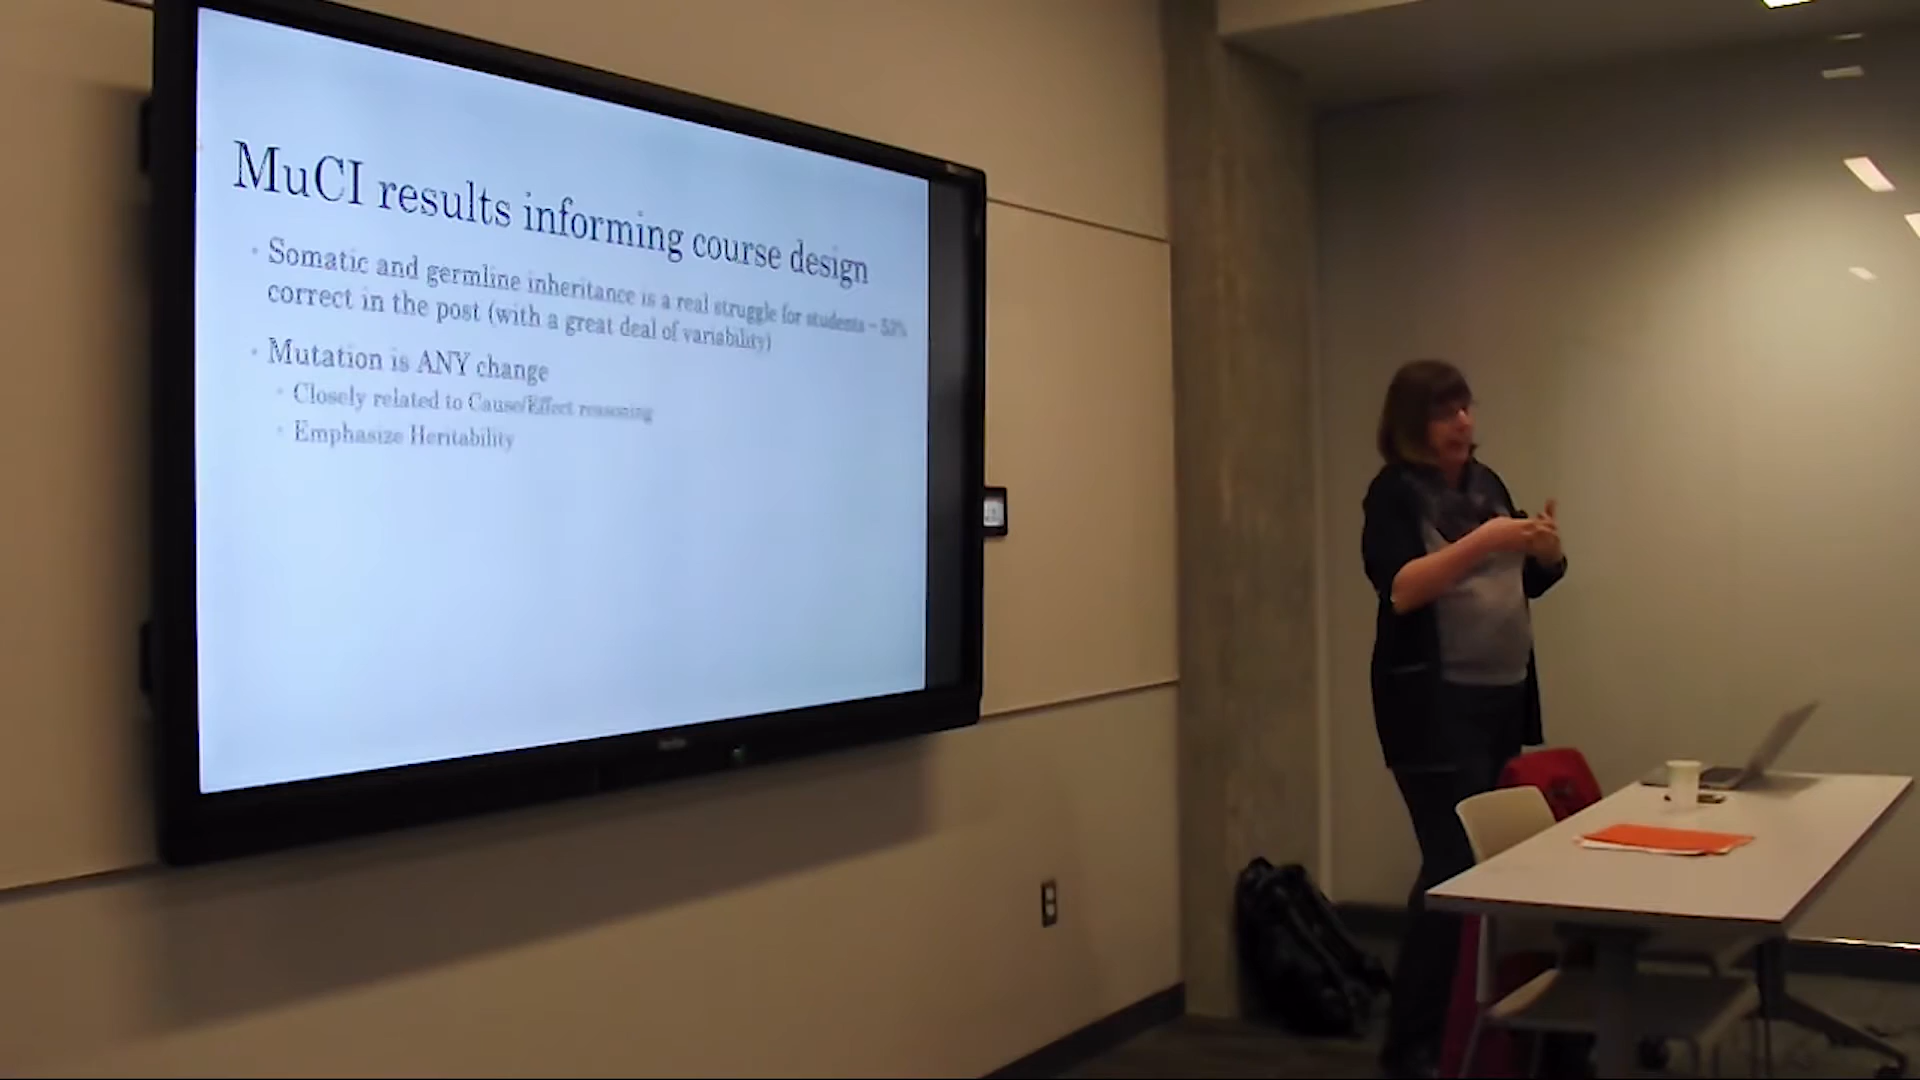 MuCI results informing course design
Somatic and germline inheritance is a real struggle for students – 53%
correct in the post (with a great deal of variability)
Mutation is ANY change
Closely related to Cause/Effect reasoning
Emphasize Heritability